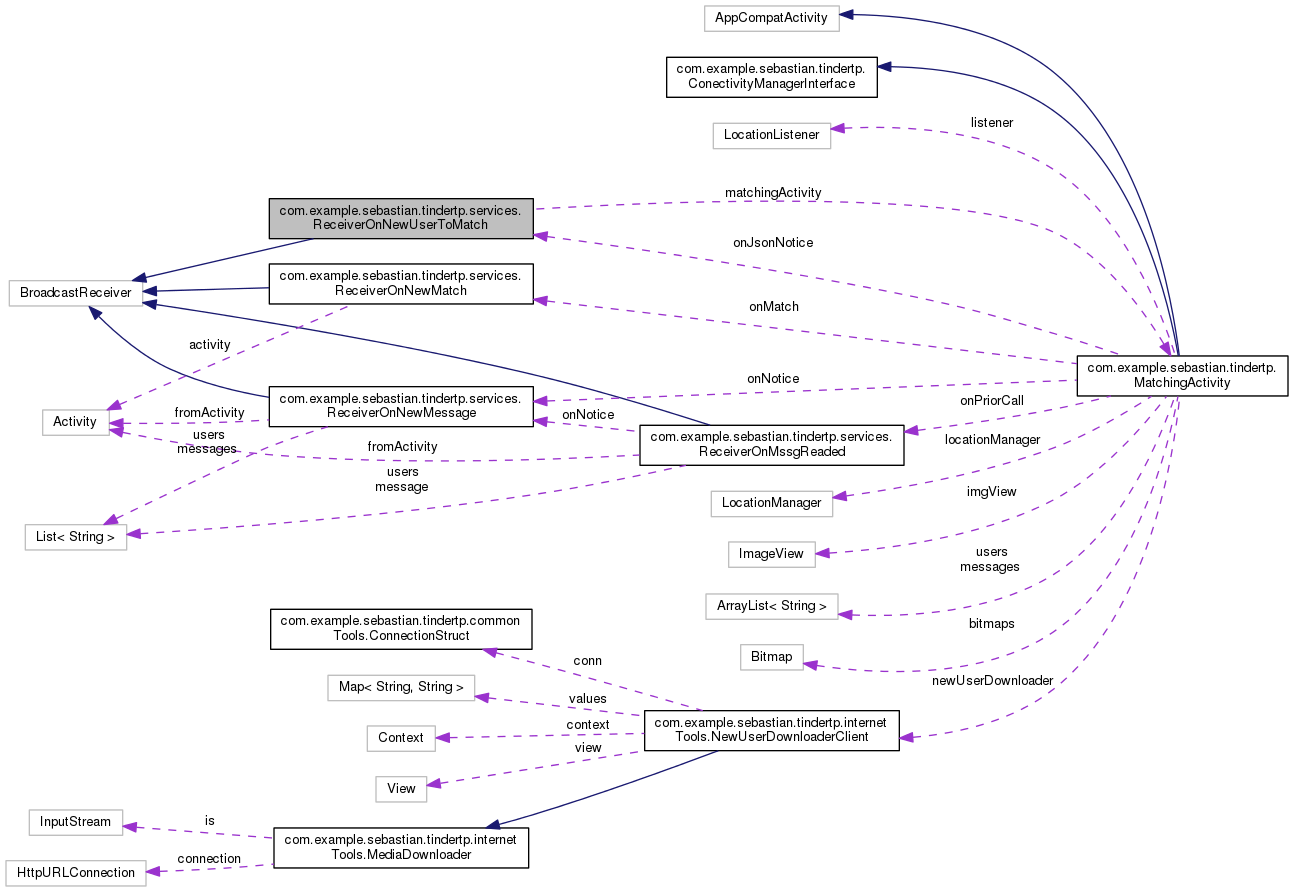 AppCompatActivity
com.example.sebastian.tindertp.
ConectivityManagerInterface
listener
LocationListener
matchingActivity
com.example.sebastian.tindertp.services.
ReceiverOnNewUserToMatch
onJsonNotice
com.example.sebastian.tindertp.services.
ReceiverOnNewMatch
BroadcastReceiver
onMatch
activity
com.example.sebastian.tindertp.
MatchingActivity
onNotice
com.example.sebastian.tindertp.services.
ReceiverOnNewMessage
onPriorCall
fromActivity
onNotice
Activity
users
messages
fromActivity
com.example.sebastian.tindertp.services.
ReceiverOnMssgReaded
locationManager
users
message
imgView
LocationManager
List< String >
ImageView
users
messages
ArrayList< String >
bitmaps
com.example.sebastian.tindertp.common
Tools.ConnectionStruct
Bitmap
conn
newUserDownloader
Map< String, String >
values
com.example.sebastian.tindertp.internet
Tools.NewUserDownloaderClient
context
Context
view
View
InputStream
is
com.example.sebastian.tindertp.internet
Tools.MediaDownloader
connection
HttpURLConnection